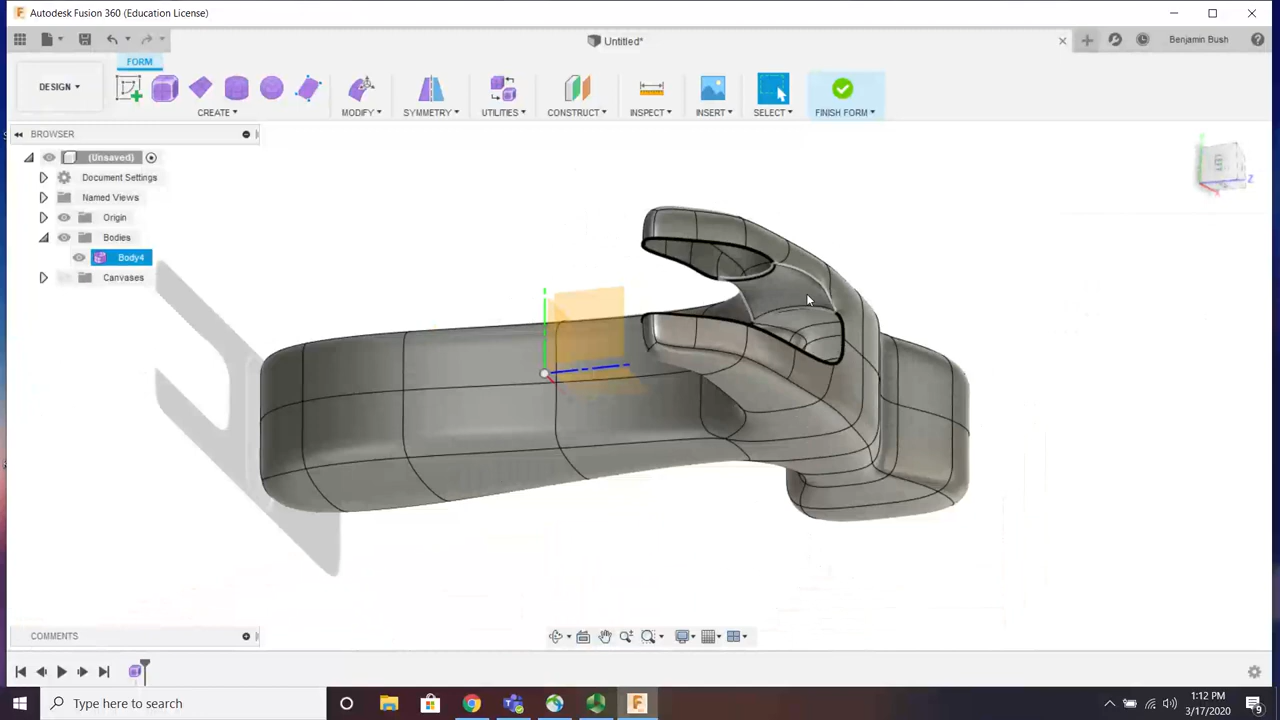 Autodesk Fusion 360 (Education License)
Untitled*
Benjamin Bush
FORM
DESIGN
CREATE
MODIFY
SYMMETRY
UTILITIES
CONSTRUCT
INSPECT
INSERT
SELECT
FINISH FORM
BROWSER
(Unsaved)
Document Settings
Named Views
Origin
Bodies
Body4
Canvases
LEFT
Z
COMMENTS
Type here to search
1:12 PM
3/17/2020
9